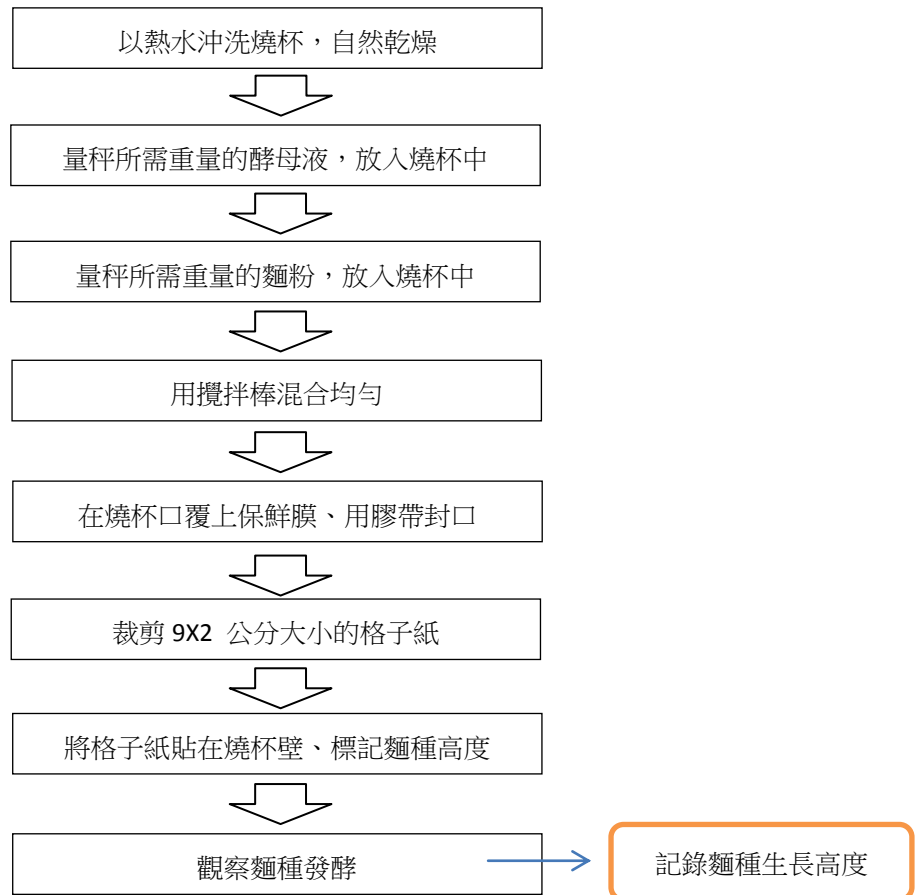 以熱水沖洗燒杯，自然乾燥
量秤所需重量的酵母液，放入燒杯中
量秤所需重量的麵粉，放入燒杯中
用攪拌棒混合均勻
在燒杯口覆上保鮮膜、用膠帶封口
裁剪 9X2 公分大小的格子紙
將格子紙貼在燒杯壁、標記麵種高度
觀察麵種發酵
記錄麵種生長高度